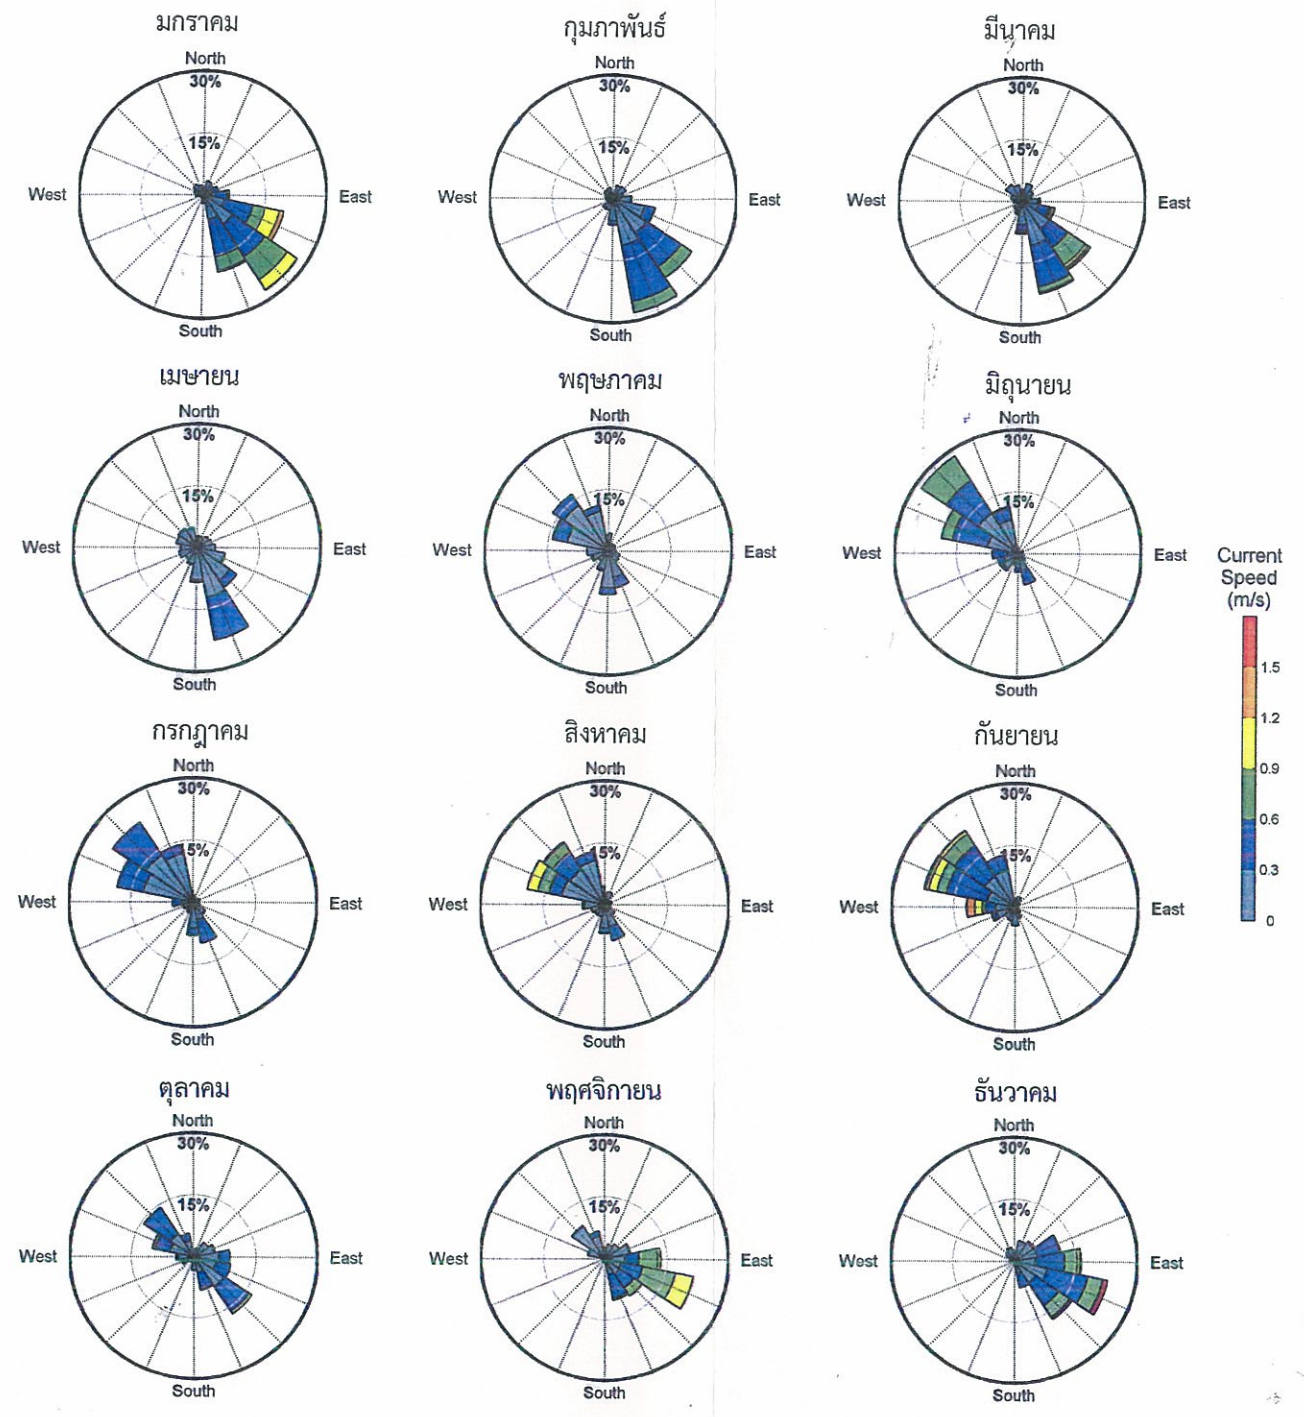 มกราคม
North
30%
15%
West
East
South
กุมภาพันธ์
North
30%
15%
West
East
South
มีนาคม
North
30%
15%
West
East
South
เมษายน
North
30%
15%
West
East
South
พฤษภาคม
North
30%
15%
West
East
South
มิถุนายน
North
30%
15%
West
East
South
Current
Speed
(m/s)
1.5
1.2
0.9
0.6
0.3
0
กรกฎาคม
North
30%
5%
West
East
South
สิงหาคม
North
30%
15%
West
East
South
กันยายน
North
30%
15%
West
East
South
ตุลาคม
North
30%
15%
West
East
South
พฤศจิกายน
North
30%
15%
West
East
South
ธันวาคม
North
30%
15%
West
East
South